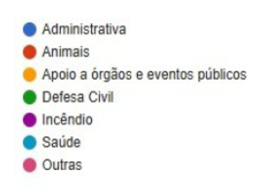 Administrativa
Animais
Apoio a órgãos e eventos públicos
Defesa Civil
Incêndio
Saúde
Outras